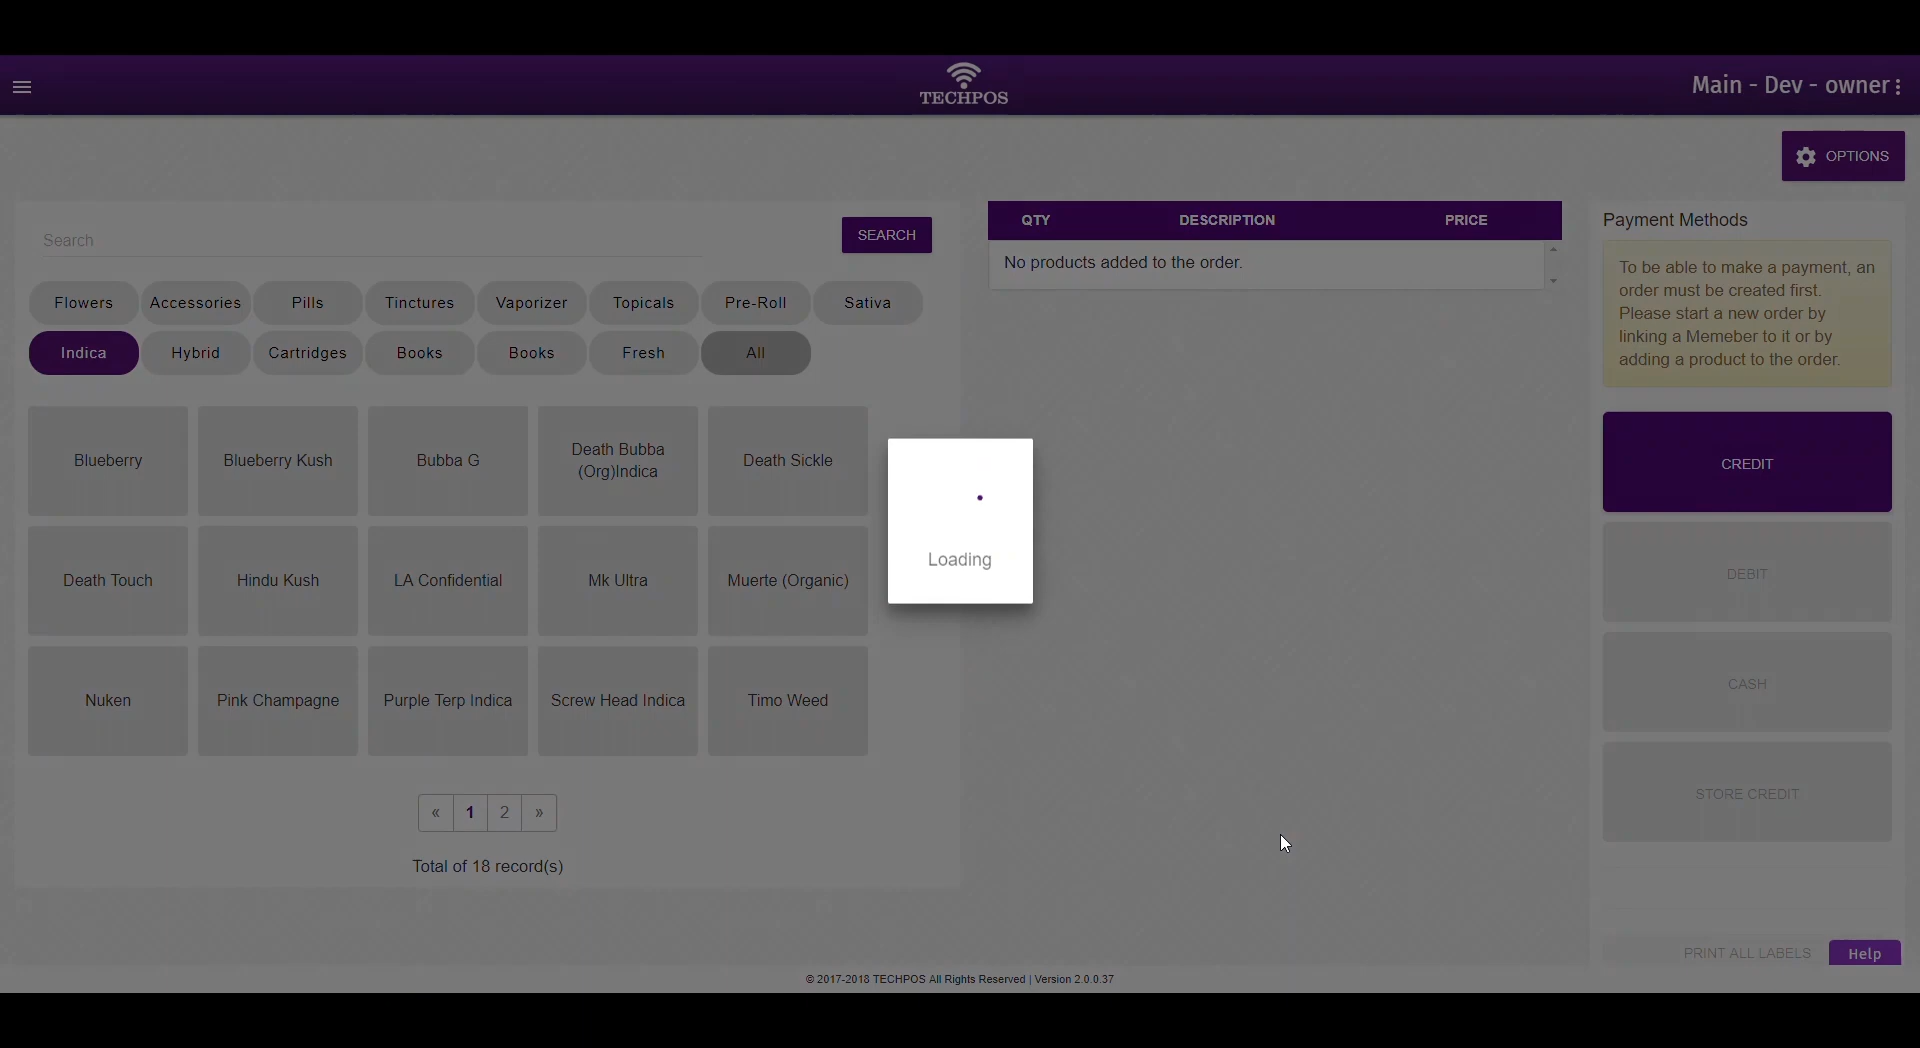 TECHPOS
Main - Dev - owner
OPTIONS
Search
SEARCH
Flowers
Accessories
Pills
Tinctures
Vaporizer
Topicals
Pre-Roll
Sativa
Indica
Hybrid
Cartridges
Books
Books
Fresh
All
Blueberry
Blueberry Kush
Bubba G
Death Bubba
(Org)Indica
Death Sickle
Death Touch
Hindu Kush
LA Confidential
Mk Ultra
Muerte (Organic)
Nuken
Pink Champagne
Purple Terp Indica
Screw Head Indica
Timo Weed
« 1 2 »
Total of 18 record(s)
QTY DESCRIPTION PRICE
No products added to the order.
Loading
Payment Methods
To be able to make a payment, an
order must be created first.
Please start a new order by
linking a Memeber to it or by
adding a product to the order.
CREDIT
DEBIT
CASH
STORE CREDIT
PRINT ALL LABELS
Help
© 2017-2018 TECHPOS All Rights Reserved | Version 2.0.0.37